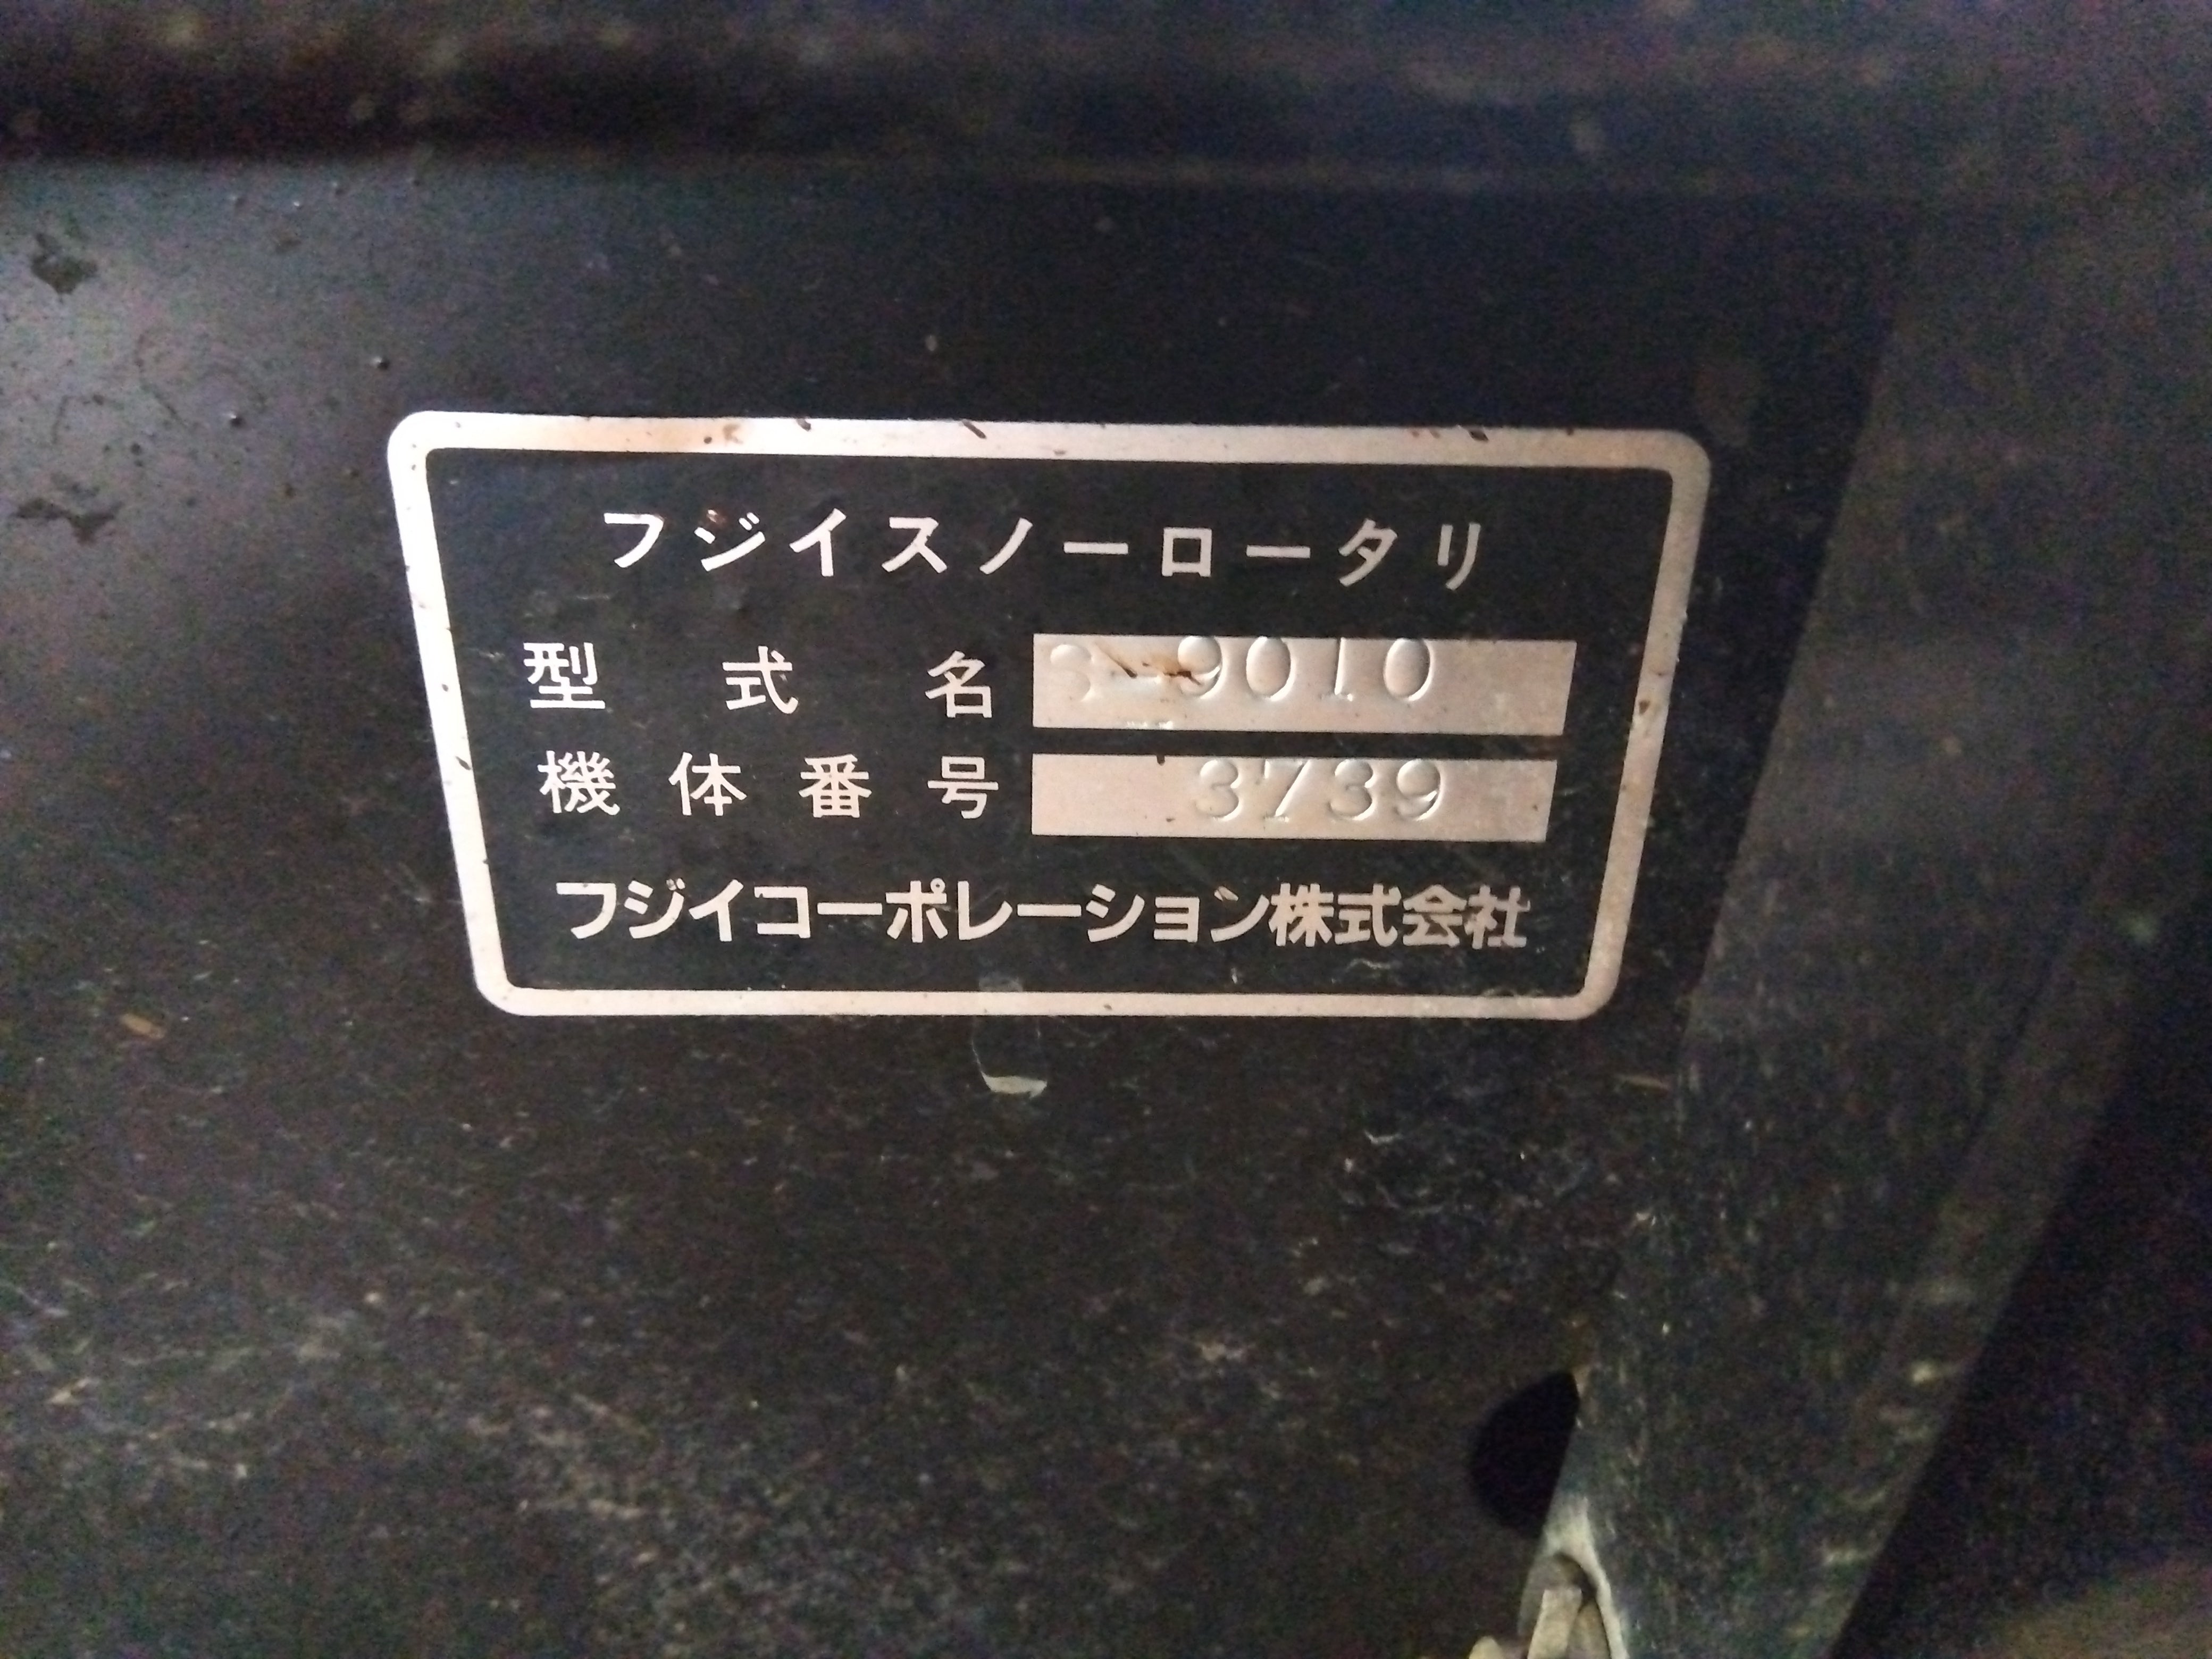 フジイスノーロータリ
型式名 9010
機体番号 3739
フジイコーポレーション株式会社